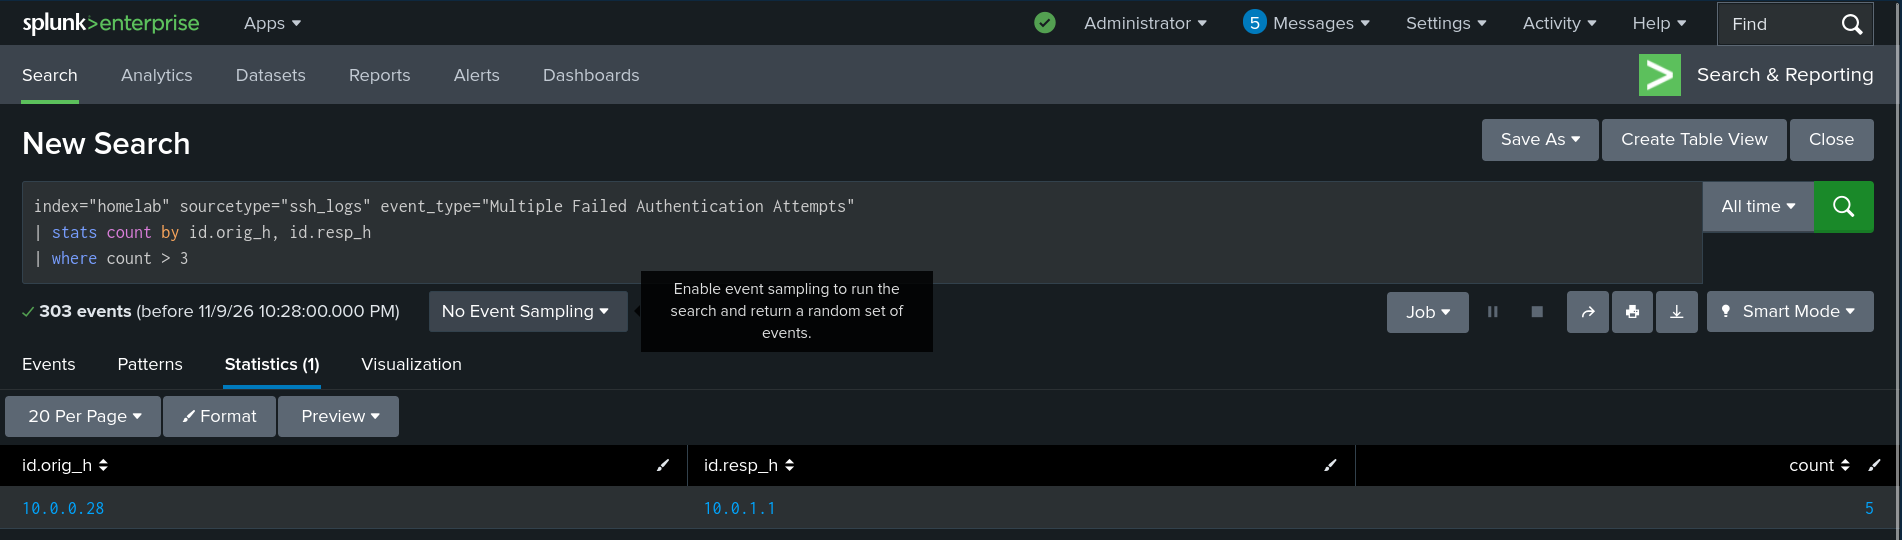 splunk>enterprise Apps Administrator 5 Messages Settings Activity Help Find
Search Analytics Datasets Reports Alerts Dashboards Search & Reporting
New Search Save As Create Table View Close
index="homelab" sourcetype="ssh_logs" event_type="Multiple Failed Authentication Attempts" All time
| stats count by id.orig_h, id.resp_h
| where count > 3
303 events (before 11/9/26 10:28:00.000 PM) No Event Sampling Job Smart Mode
Enable event sampling to run the
search and return a random set of
events.
Events Patterns Statistics (1) Visualization
20 Per Page Format Preview
id.orig_h id.resp_h count
10.0.0.28 10.0.1.1 5